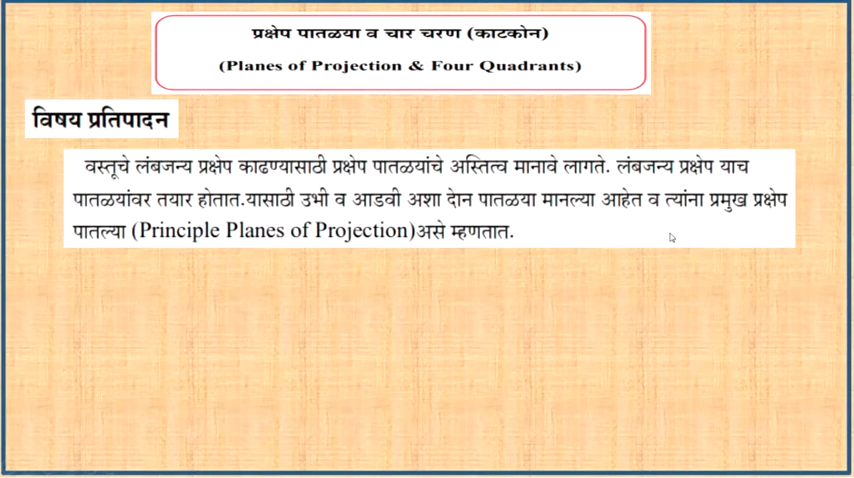 प्रक्षेप पातळया व चार चरण (काटकोन)
(Planes of Projection & Four Quadrants)
विषय प्रतिपादन
वस्तूचे लंबजन्य प्रक्षेप काढण्यासाठी प्रक्षेप पातळयांचे अस्तित्व मानावे लागते. लंबजन्य प्रक्षेप याच
पातळयांवर तयार होतात.यासाठी उभी व आडवी अशा देान पातळया मानल्या आहेत व त्यांना प्रमुख प्रक्षेप
पातल्या (Principle Planes of Projection)असे म्हणतात.